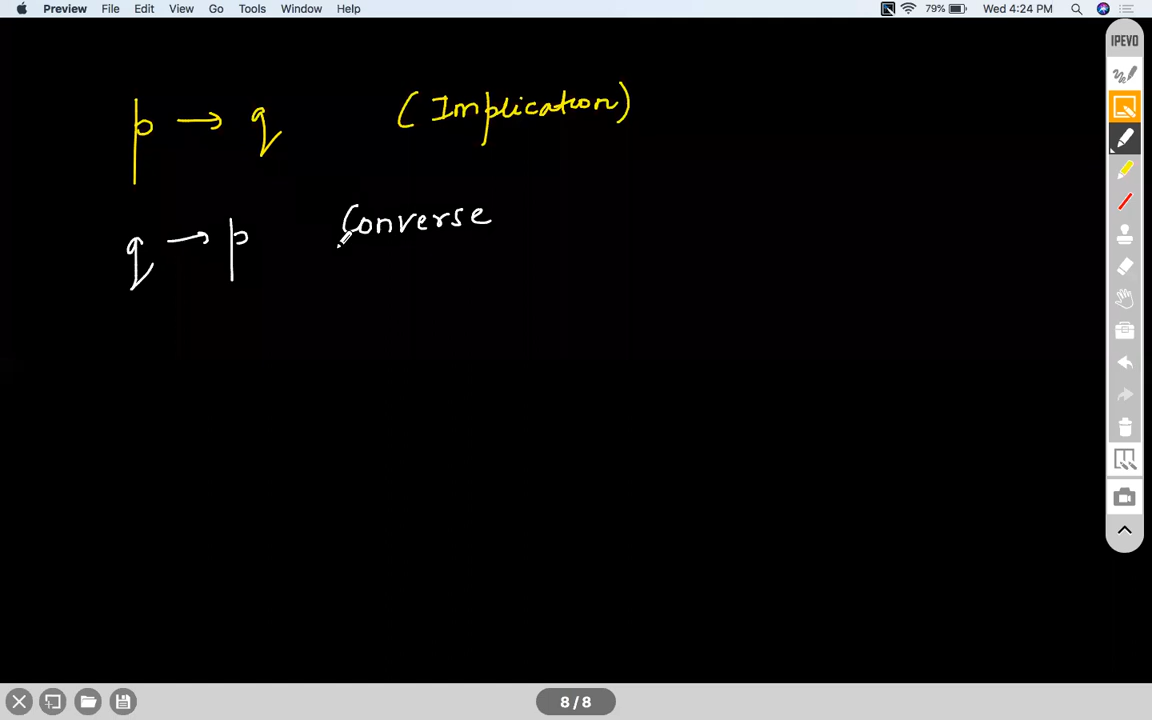 Preview File Edit View Go Tools Window Help 79% Wed 4:24 PM
IPEVO
p → q (Implication)
q → p Converse
8 / 8